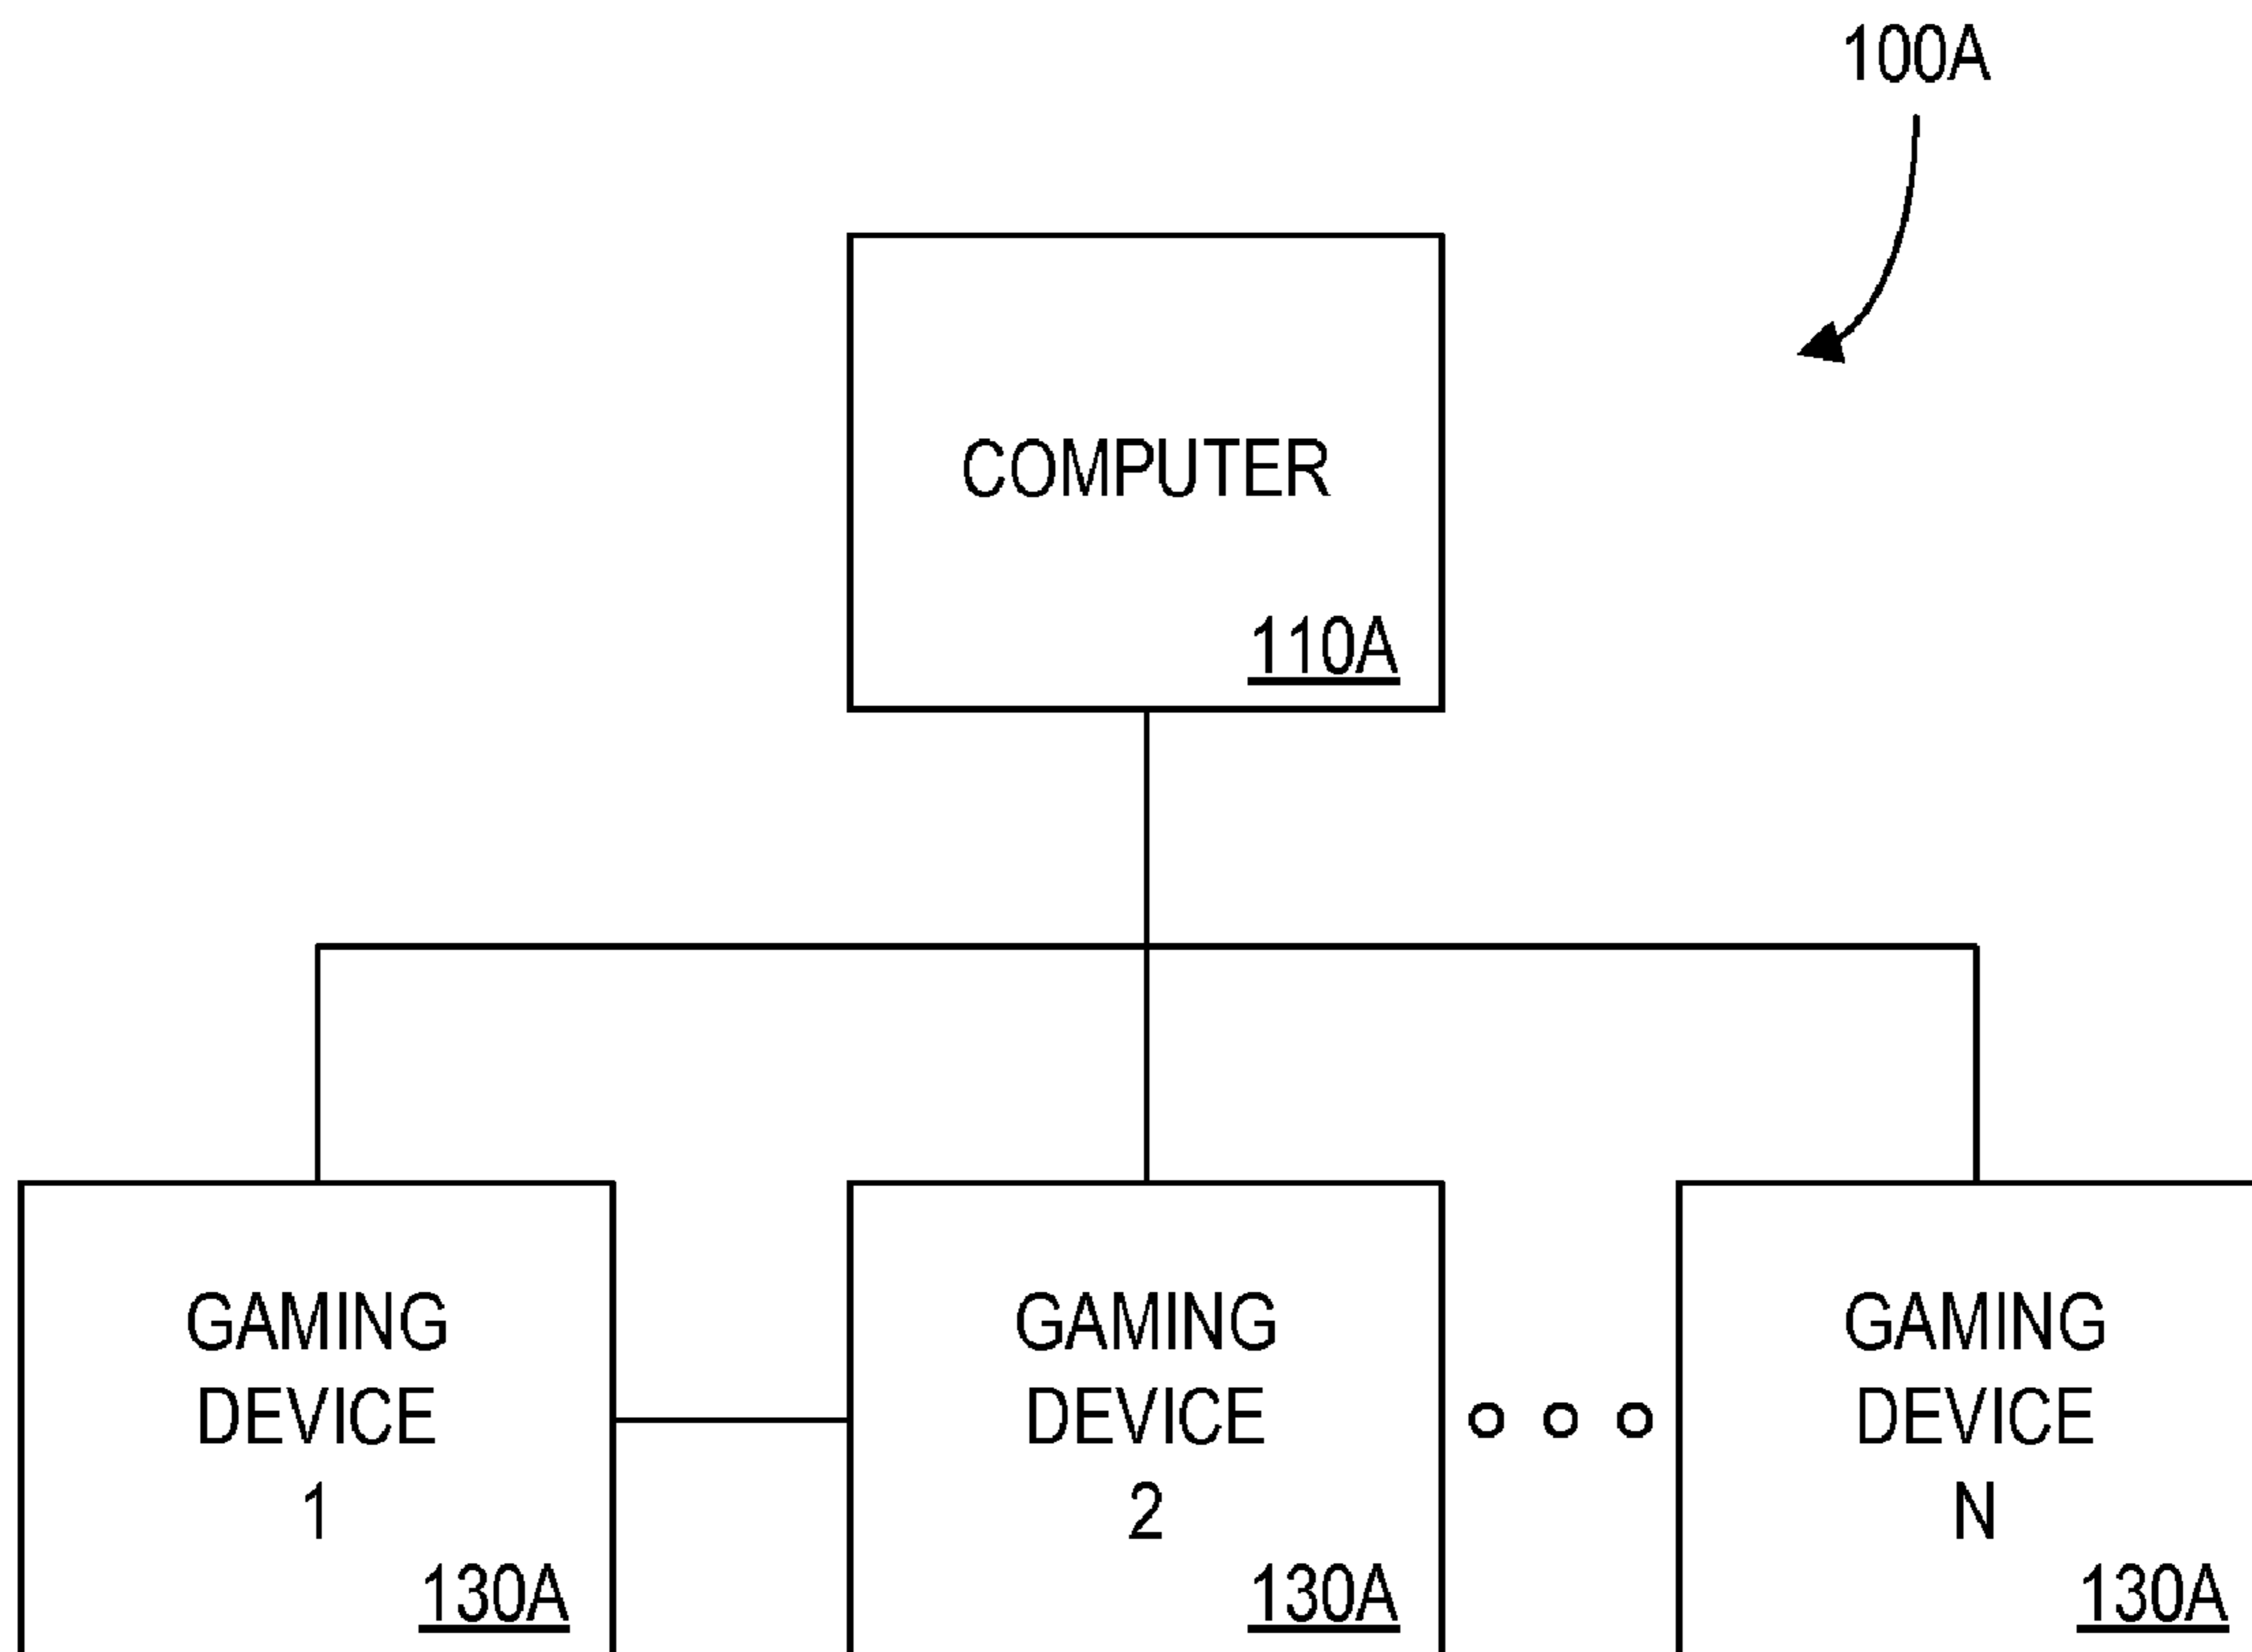 100A
COMPUTER
110A
GAMING
DEVICE
1
130A
GAMING
DEVICE
2
130A
GAMING
DEVICE
N
130A